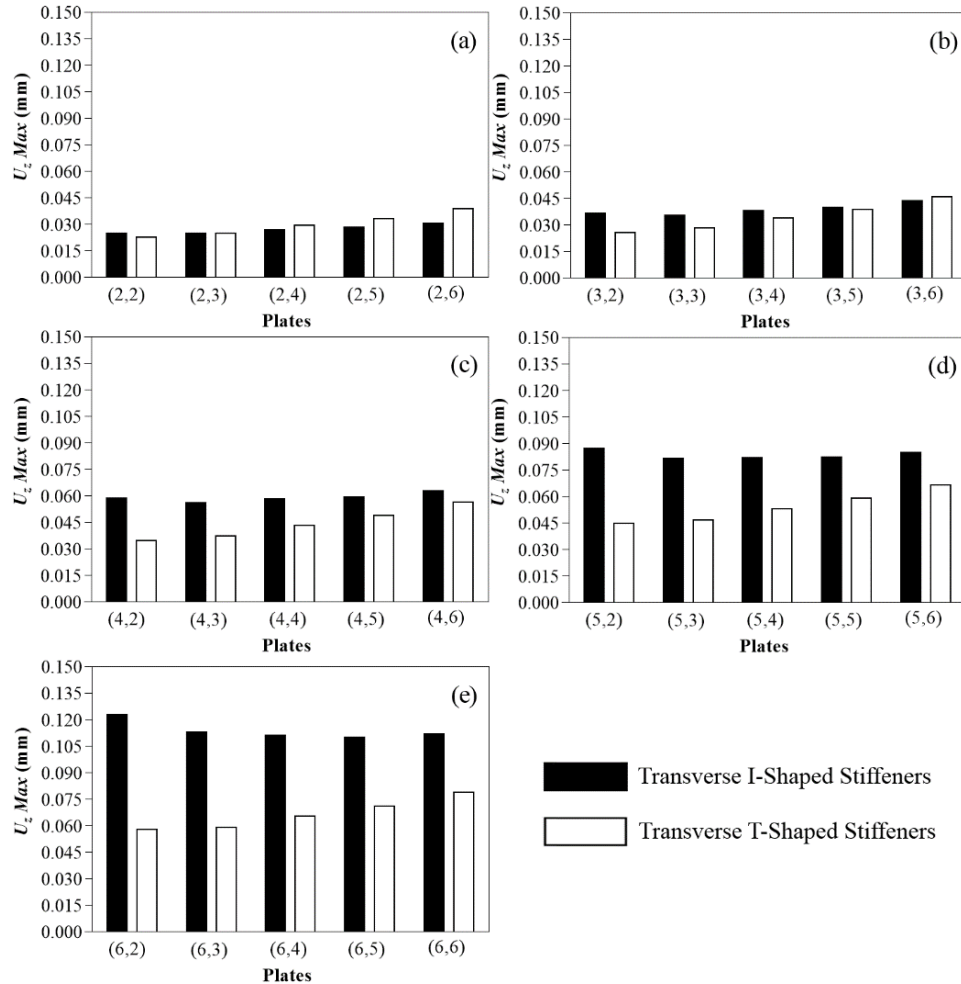 (a)
U_z Max (mm)
0.150
0.135
0.120
0.105
0.090
0.075
0.060
0.045
0.030
0.015
0.000
(2,2) (2,3) (2,4) (2,5) (2,6)
Plates
(b)
U_z Max (mm)
0.150
0.135
0.120
0.105
0.090
0.075
0.060
0.045
0.030
0.015
0.000
(3,2) (3,3) (3,4) (3,5) (3,6)
Plates
(c)
U_z Max (mm)
0.150
0.135
0.120
0.105
0.090
0.075
0.060
0.045
0.030
0.015
0.000
(4,2) (4,3) (4,4) (4,5) (4,6)
Plates
(d)
U_z Max (mm)
0.150
0.135
0.120
0.105
0.090
0.075
0.060
0.045
0.030
0.015
0.000
(5,2) (5,3) (5,4) (5,5) (5,6)
Plates
(e)
U_z Max (mm)
0.150
0.135
0.120
0.105
0.090
0.075
0.060
0.045
0.030
0.015
0.000
(6,2) (6,3) (6,4) (6,5) (6,6)
Plates
Transverse I-Shaped Stiffeners
Transverse T-Shaped Stiffeners